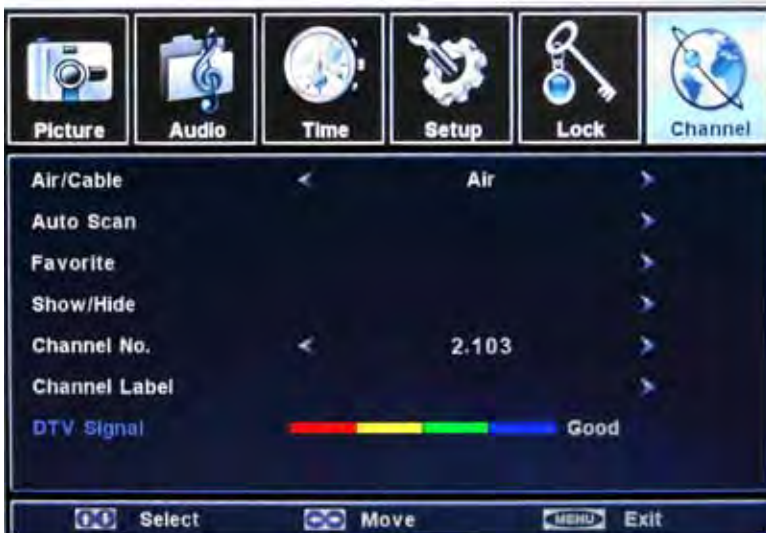 Picture Audio Time Setup Lock Channel
Air/Cable Air
Auto Scan
Favorite
Show/Hide
Channel No. 2.103
Channel Label
DTV Signal Good
Select Move MENU Exit